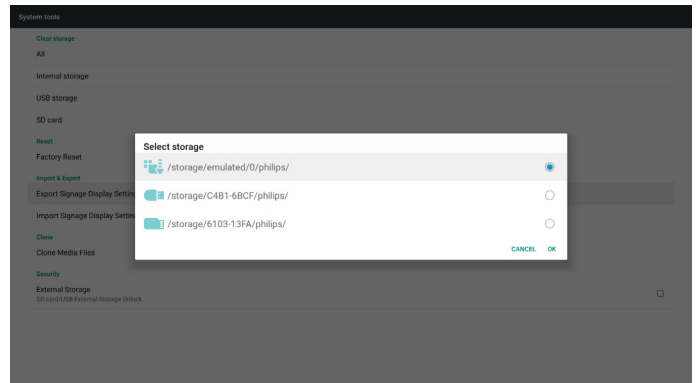 System tools
Clear storage
All
Internal storage
USB storage
SD card
Reset
Factory Reset
Import & Export
Export Signage Display Settin
Import Signage Display Settin
Clone
Clone Media Files
Security
External Storage
SD card/USB External Storage Unlock
Select storage
/storage/emulated/0/philips/
/storage/C4B1-6BCF/philips/
/storage/6103-13FA/philips/
CANCEL OK